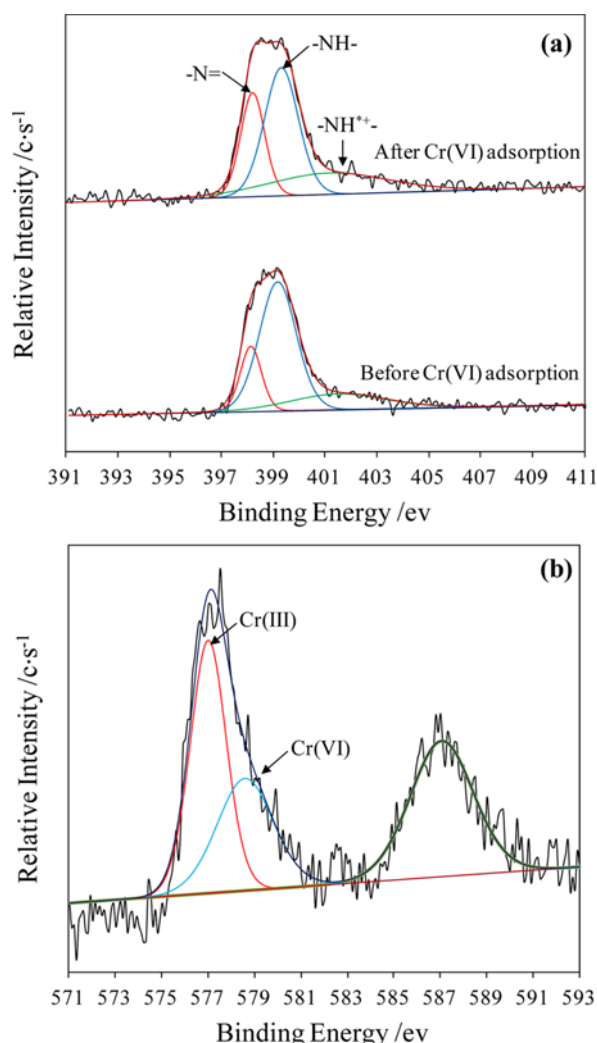 (a)
-NH-
-N=
-NH*+-
After Cr(VI) adsorption
Before Cr(VI) adsorption
Relative Intensity /c·s-1
391 393 395 397 399 401 403 405 407 409 411
Binding Energy /ev
(b)
Cr(III)
Cr(VI)
Relative Intensity /c·s-1
571 573 575 577 579 581 583 585 587 589 591 593
Binding Energy /ev